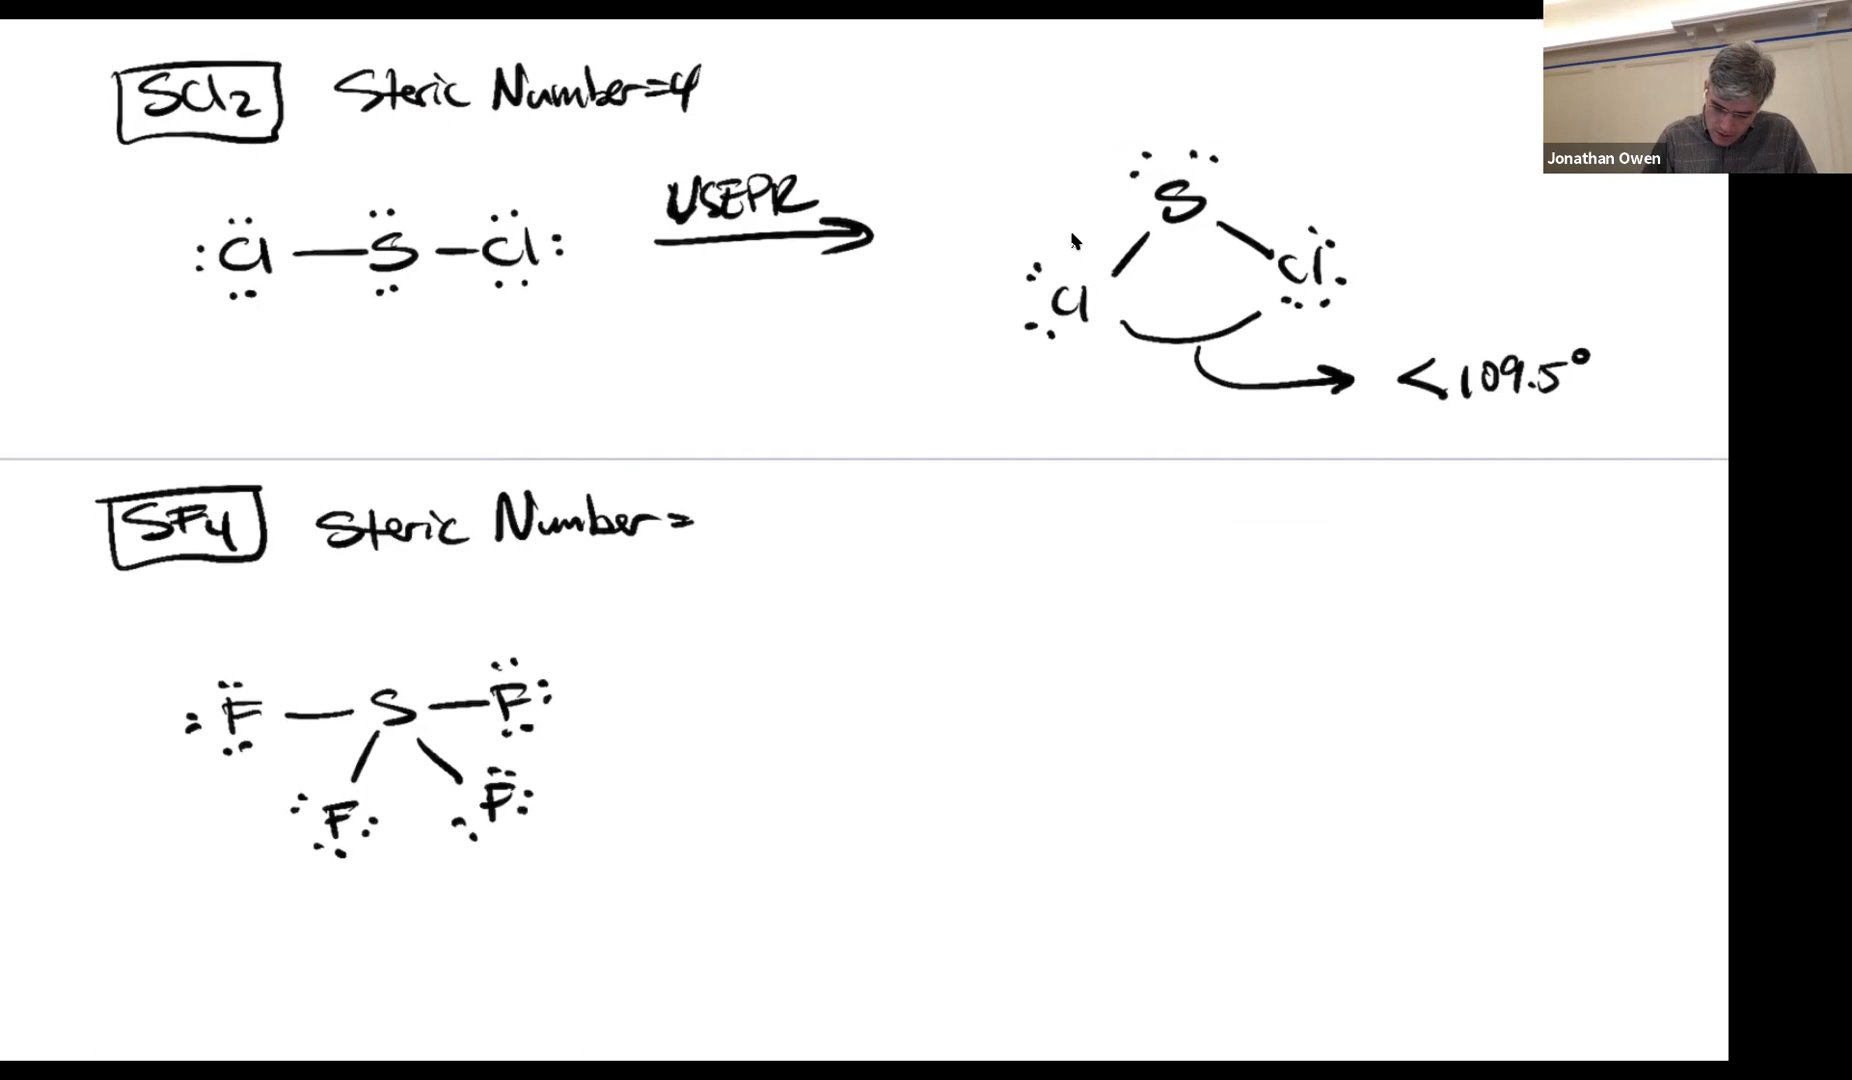 SCl2 Steric Number=4
VSEPR
:Cl—S—Cl:
S
Cl Cl
<109.5°
Jonathan Owen
SF4 Steric Number=
:F—S—F:
:F: :F: